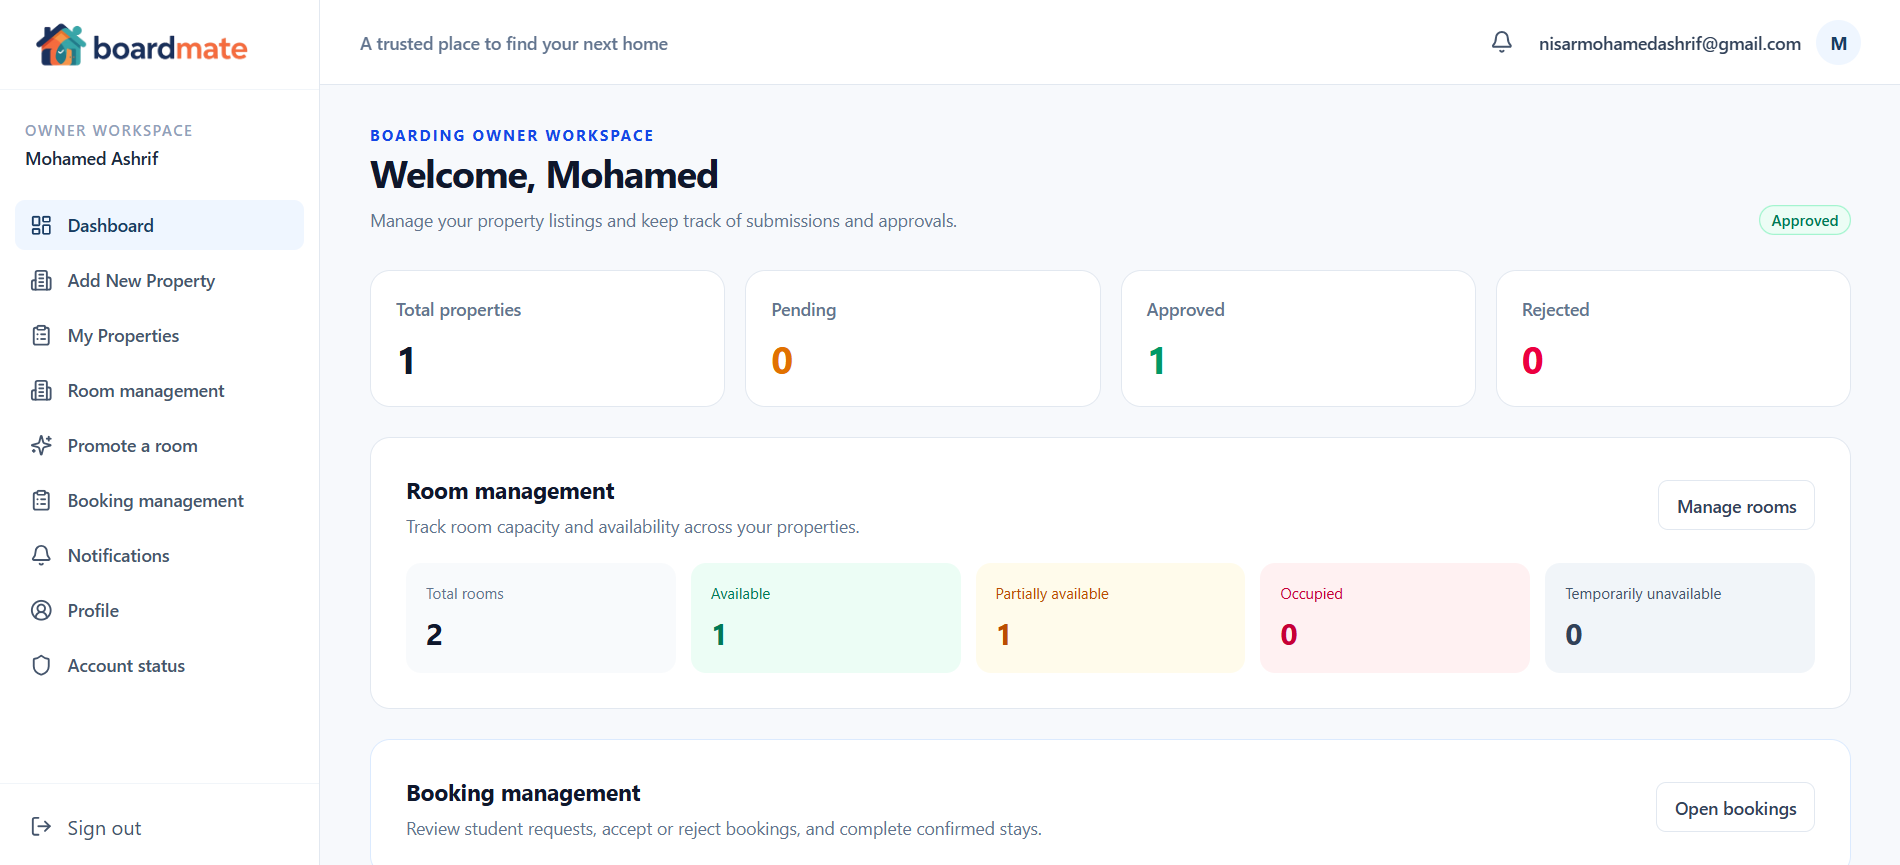 boardmate
A trusted place to find your next home
nisarmohamedashrif@gmail.com
M
OWNER WORKSPACE
Mohamed Ashrif
Dashboard
Add New Property
My Properties
Room management
Promote a room
Booking management
Notifications
Profile
Account status
Sign out
BOARDING OWNER WORKSPACE
Welcome, Mohamed
Manage your property listings and keep track of submissions and approvals.
Approved
Total properties
1
Pending
0
Approved
1
Rejected
0
Room management
Track room capacity and availability across your properties.
Manage rooms
Total rooms
2
Available
1
Partially available
1
Occupied
0
Temporarily unavailable
0
Booking management
Review student requests, accept or reject bookings, and complete confirmed stays.
Open bookings